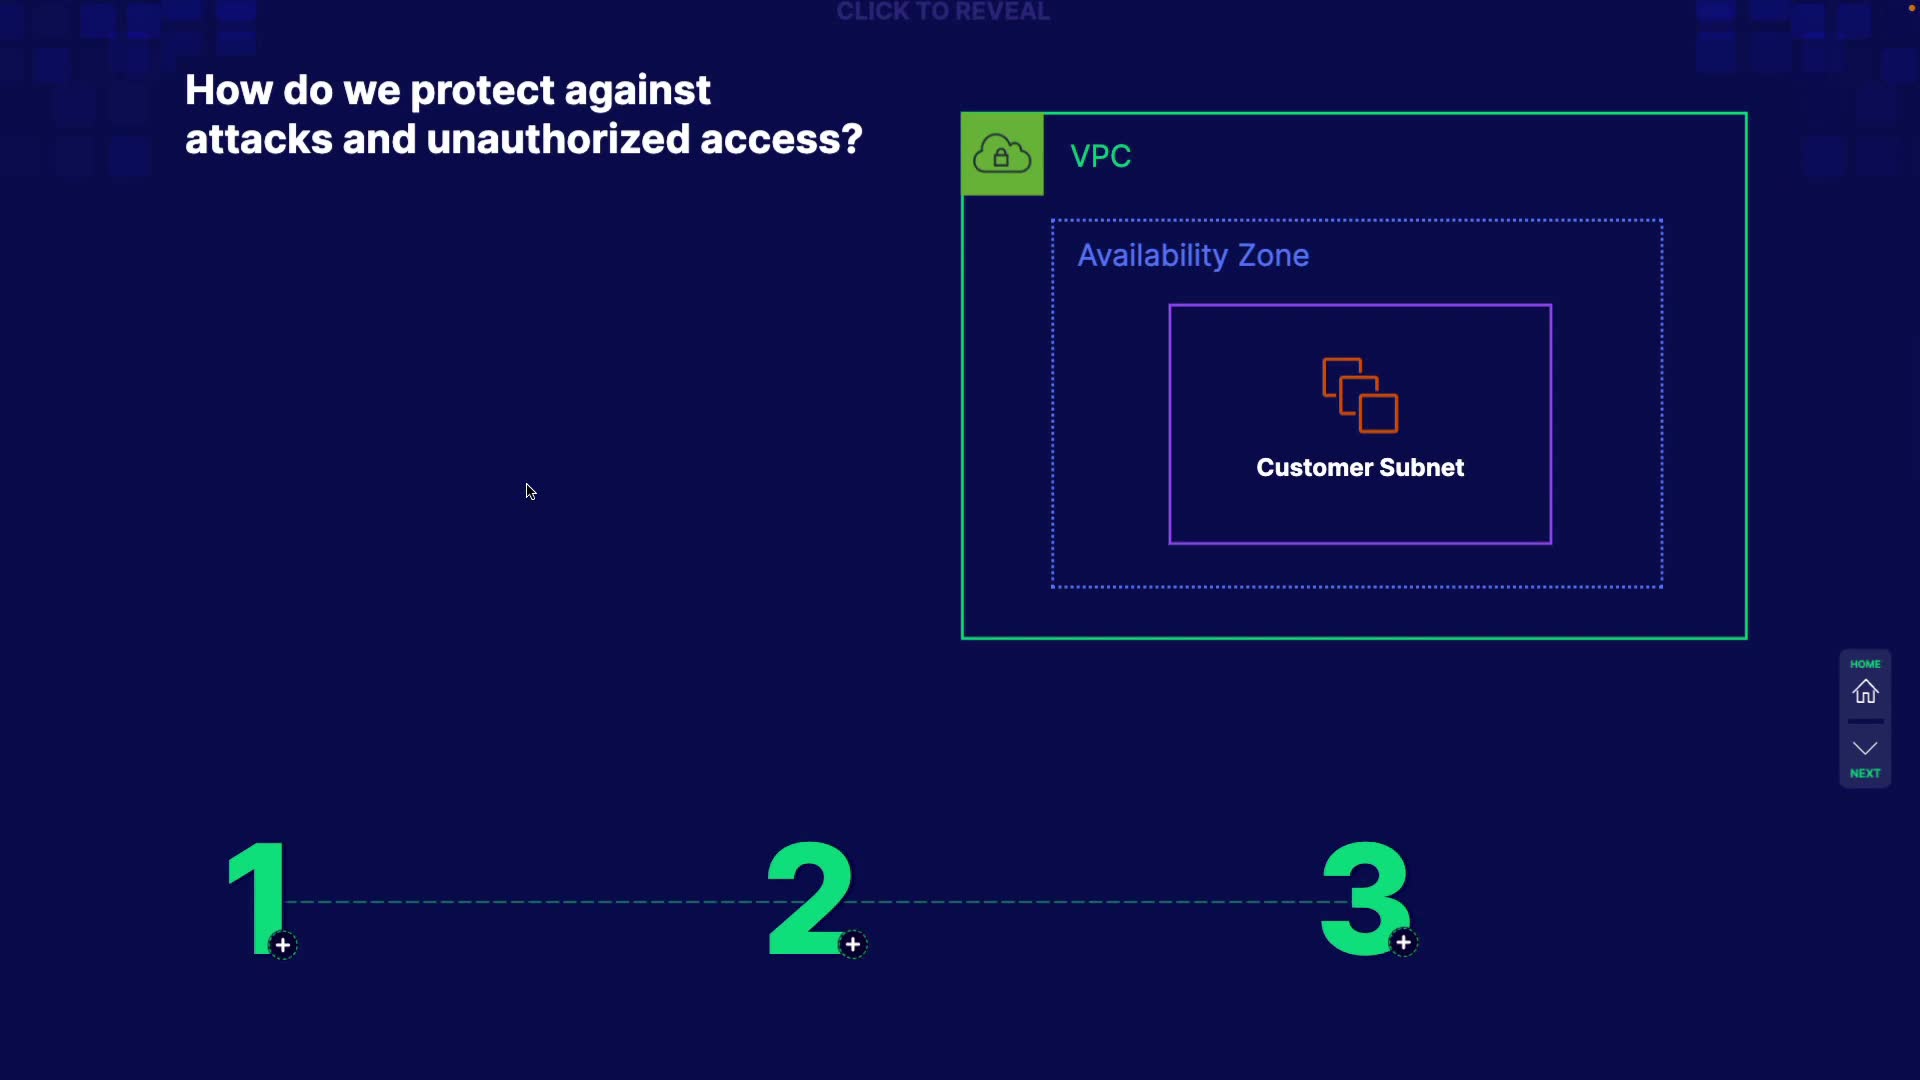 CLICK TO REVEAL
How do we protect against
attacks and unauthorized access?
VPC
Availability Zone
Customer Subnet
HOME
NEXT
1
2
3